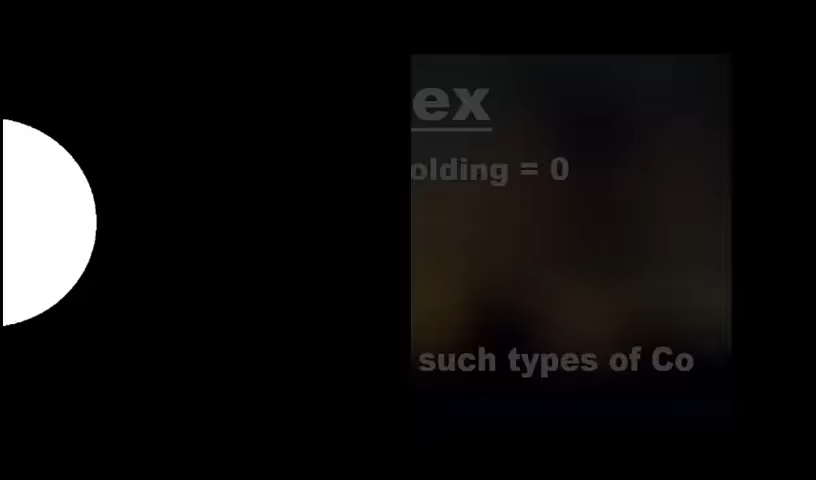 ex
olding = 0
such types of Co